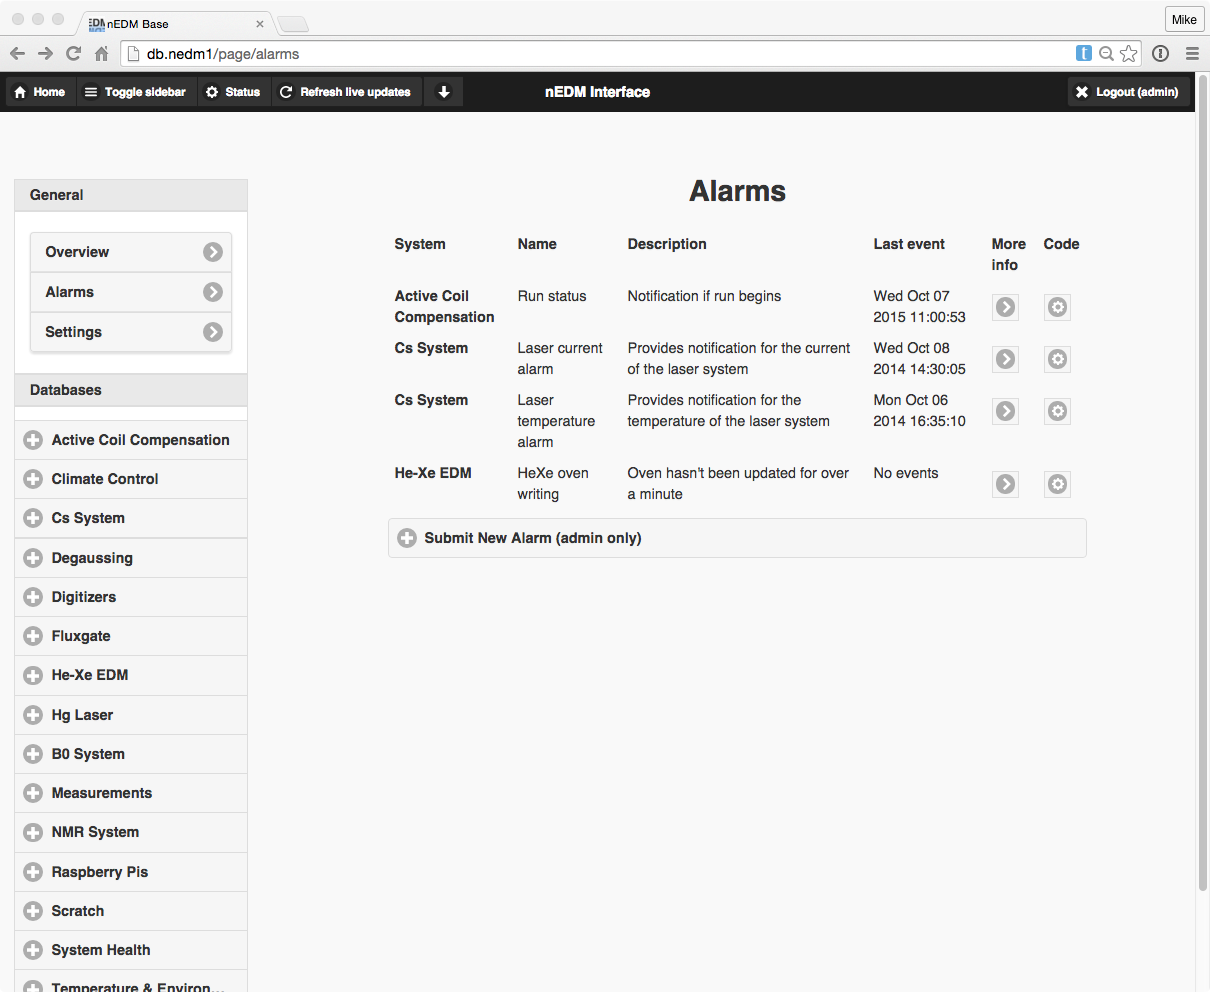 nEDM Base
Mike
db.nedm1/page/alarms
Home Toggle sidebar Status Refresh live updates nEDM Interface Logout (admin)
General
Overview
Alarms
Settings
Databases
Active Coil Compensation
Climate Control
Cs System
Degaussing
Digitizers
Fluxgate
He-Xe EDM
Hg Laser
B0 System
Measurements
NMR System
Raspberry Pis
Scratch
System Health
Temperature & Environ...
Alarms
System Name Description Last event More info Code
Active Coil Compensation Run status Notification if run begins Wed Oct 07 2015 11:00:53
Cs System Laser current alarm Provides notification for the current of the laser system Wed Oct 08 2014 14:30:05
Cs System Laser temperature alarm Provides notification for the temperature of the laser system Mon Oct 06 2014 16:35:10
He-Xe EDM HeXe oven writing Oven hasn't been updated for over a minute No events
Submit New Alarm (admin only)